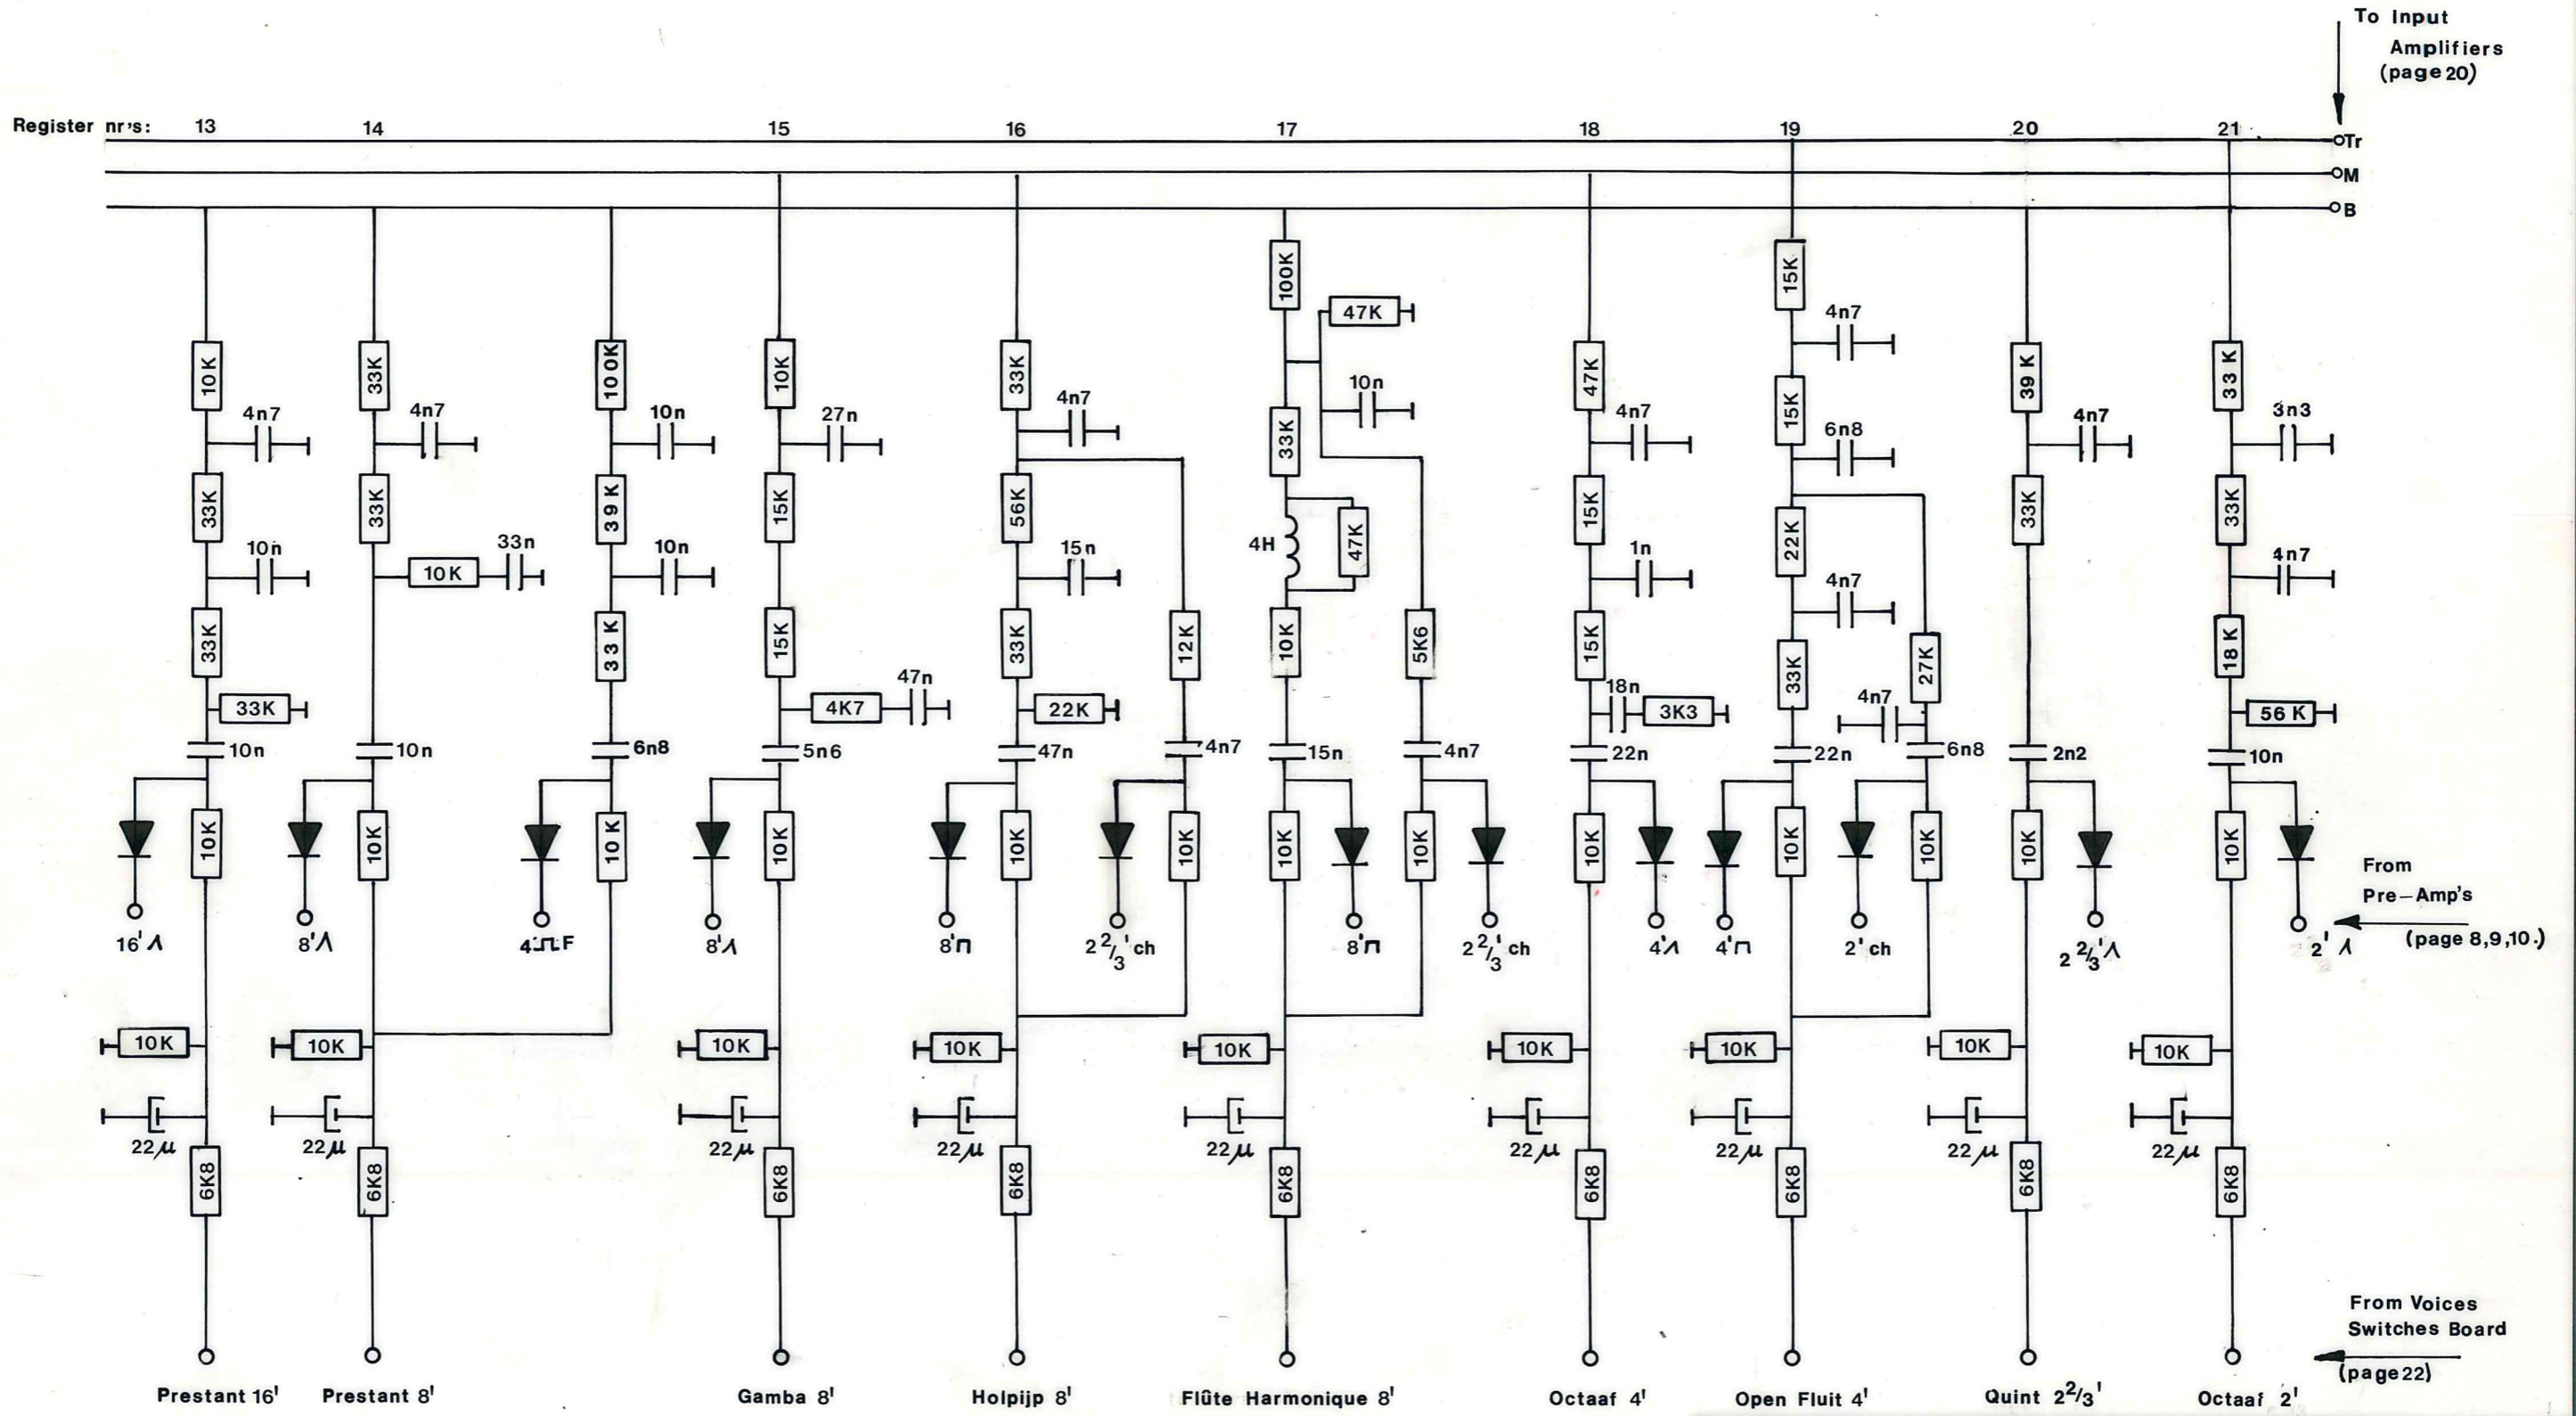 To Input
Amplifiers
(page 20)
Register nr's: 13 14 15 16 17 18 19 20 21
Tr
M
B
100K 15K
47K 4n7
10K 33K 100K 10K 33K 47K 39K 33K
10n 15K
4n7 4n7 10n 27n 4n7 33K 4n7 6n8 4n7 3n3
33K 33K 39K 15K 56K 15K 33K 33K
4H 47K 22K
10n 33n 10n 15n 1n 4n7 4n7
10K
33K 33K 15K 33K 12K 10K 5K6 15K 33K 27K 18K
47n 18n 4n7
33K 4K7 22K 3K3 56K
10n 10n 6n8 5n6 47n 4n7 15n 4n7 22n 22n 6n8 2n2 10n
10K 10K 10K 10K 10K 10K 10K 10K 10K 10K 10K 10K 10K
From
Pre-Amp's
(page 8,9,10.)
16' 8' 4' F 8' 8' 2 2/3' ch 8' 2 2/3' ch 4' 4' 2' ch 2 2/3' 2'
10K 10K 10K 10K 10K 10K 10K 10K 10K
22μ 22μ 22μ 22μ 22μ 22μ 22μ 22μ 22μ
6K8 6K8 6K8 6K8 6K8 6K8 6K8 6K8 6K8
From Voices
Switches Board
(page 22)
Prestant 16' Prestant 8' Gamba 8' Holpijp 8' Flûte Harmonique 8' Octaaf 4' Open Fluit 4' Quint 2 2/3' Octaaf 2'